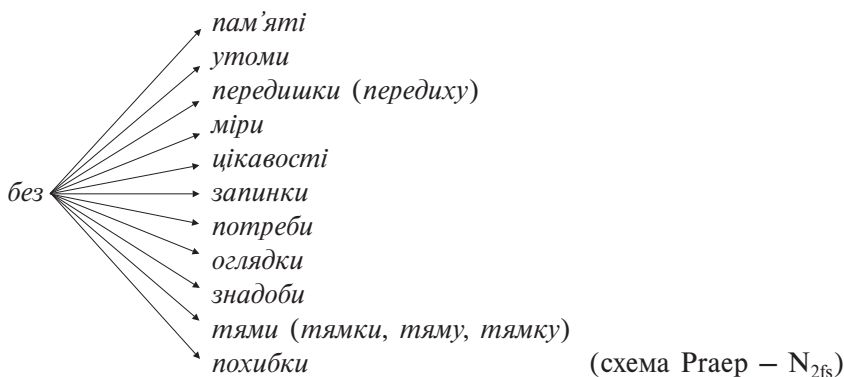 пам’яті
утоми
передишки (передиху)
міри
цікавості
без запинки
потреби
оглядки
знадоби
тями (тямки, тяму, тямку)
похибки (схема Praep – N2fs)